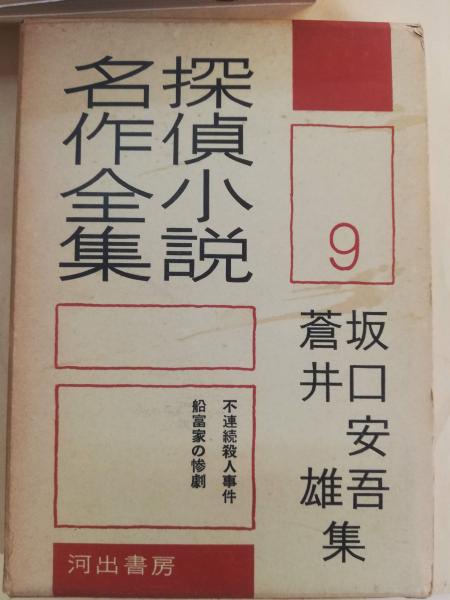 探偵小説
名作全集
9
坂口安吾
蒼井雄
集
不連続殺人事件
船富家の惨劇
河出書房